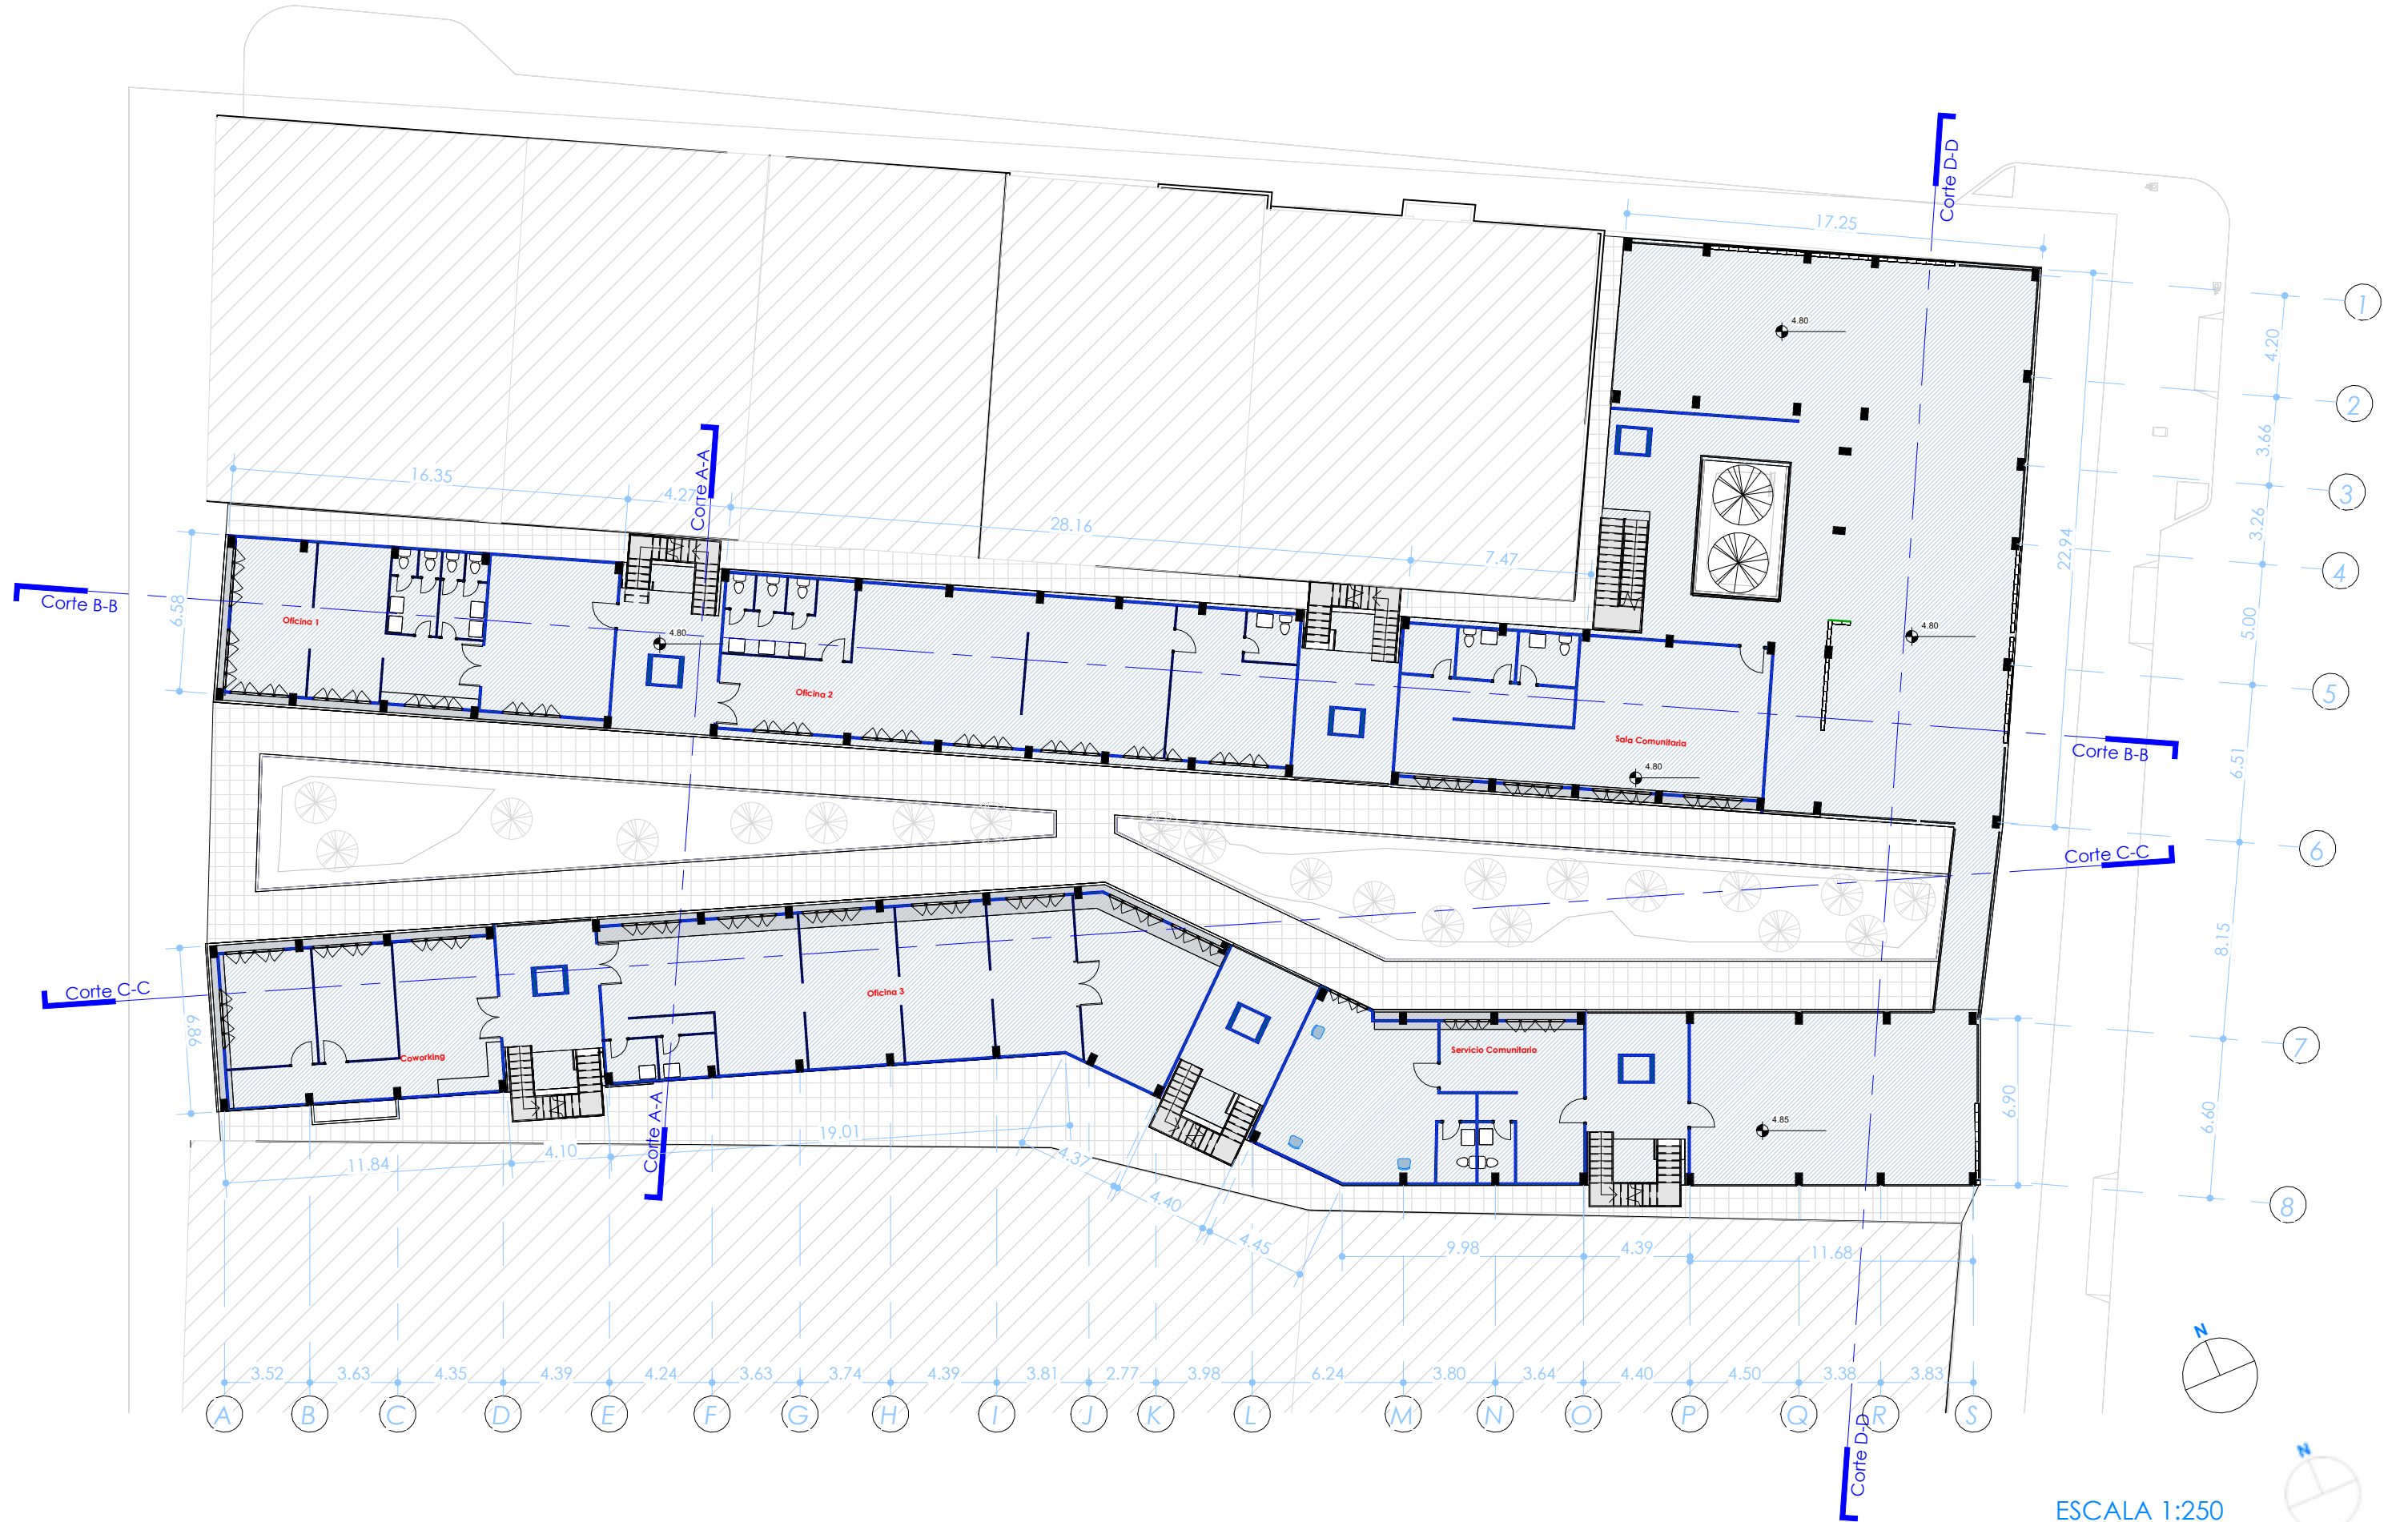 Corte D-D
17.25
4.80
1
4.20
2
3.66
3
3.26
4
5.00
5
6.51
6
8.15
7
6.60
8
22.94
16.35
4.27
Corte A-A
28.16
7.47
Corte B-B
6.58
Oficina 1
4.80
Oficina 2
4.80
Sala Comunitaria
4.80
Corte B-B
Corte C-C
Corte C-C
6.86
Coworking
Oficina 3
Servicio Comunitario
4.85
6.90
Corte A-A
11.84
4.10
19.01
4.37
4.40
4.45
9.98
4.39
11.68
3.52
3.63
4.35
4.39
4.24
3.63
3.74
4.39
3.81
2.77
3.98
6.24
3.80
3.64
4.40
4.50
3.38
3.83
A
B
C
D
E
F
G
H
I
J
K
L
M
N
O
P
Q
R
S
Corte D-D
N
N
ESCALA 1:250